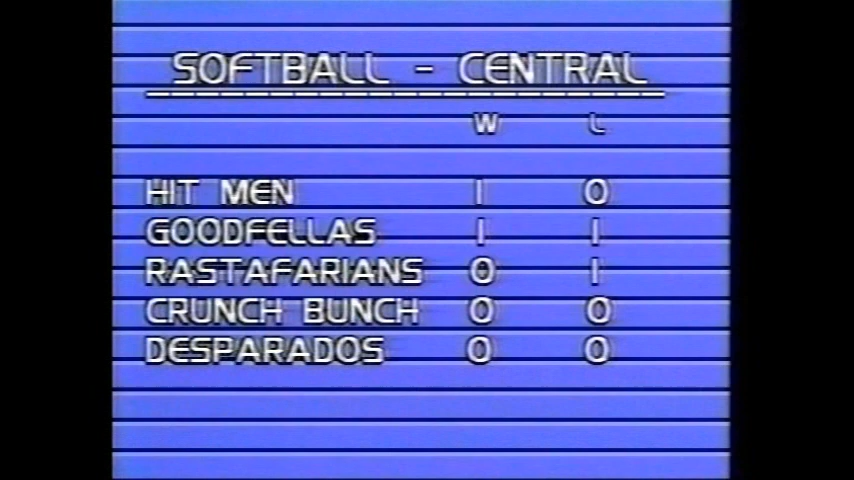 SOFTBALL - CENTRAL
W L
HIT MEN 1 0
GOODFELLAS 1 1
RASTAFARIANS 0 1
CRUNCH BUNCH 0 0
DESPARADOS 0 0